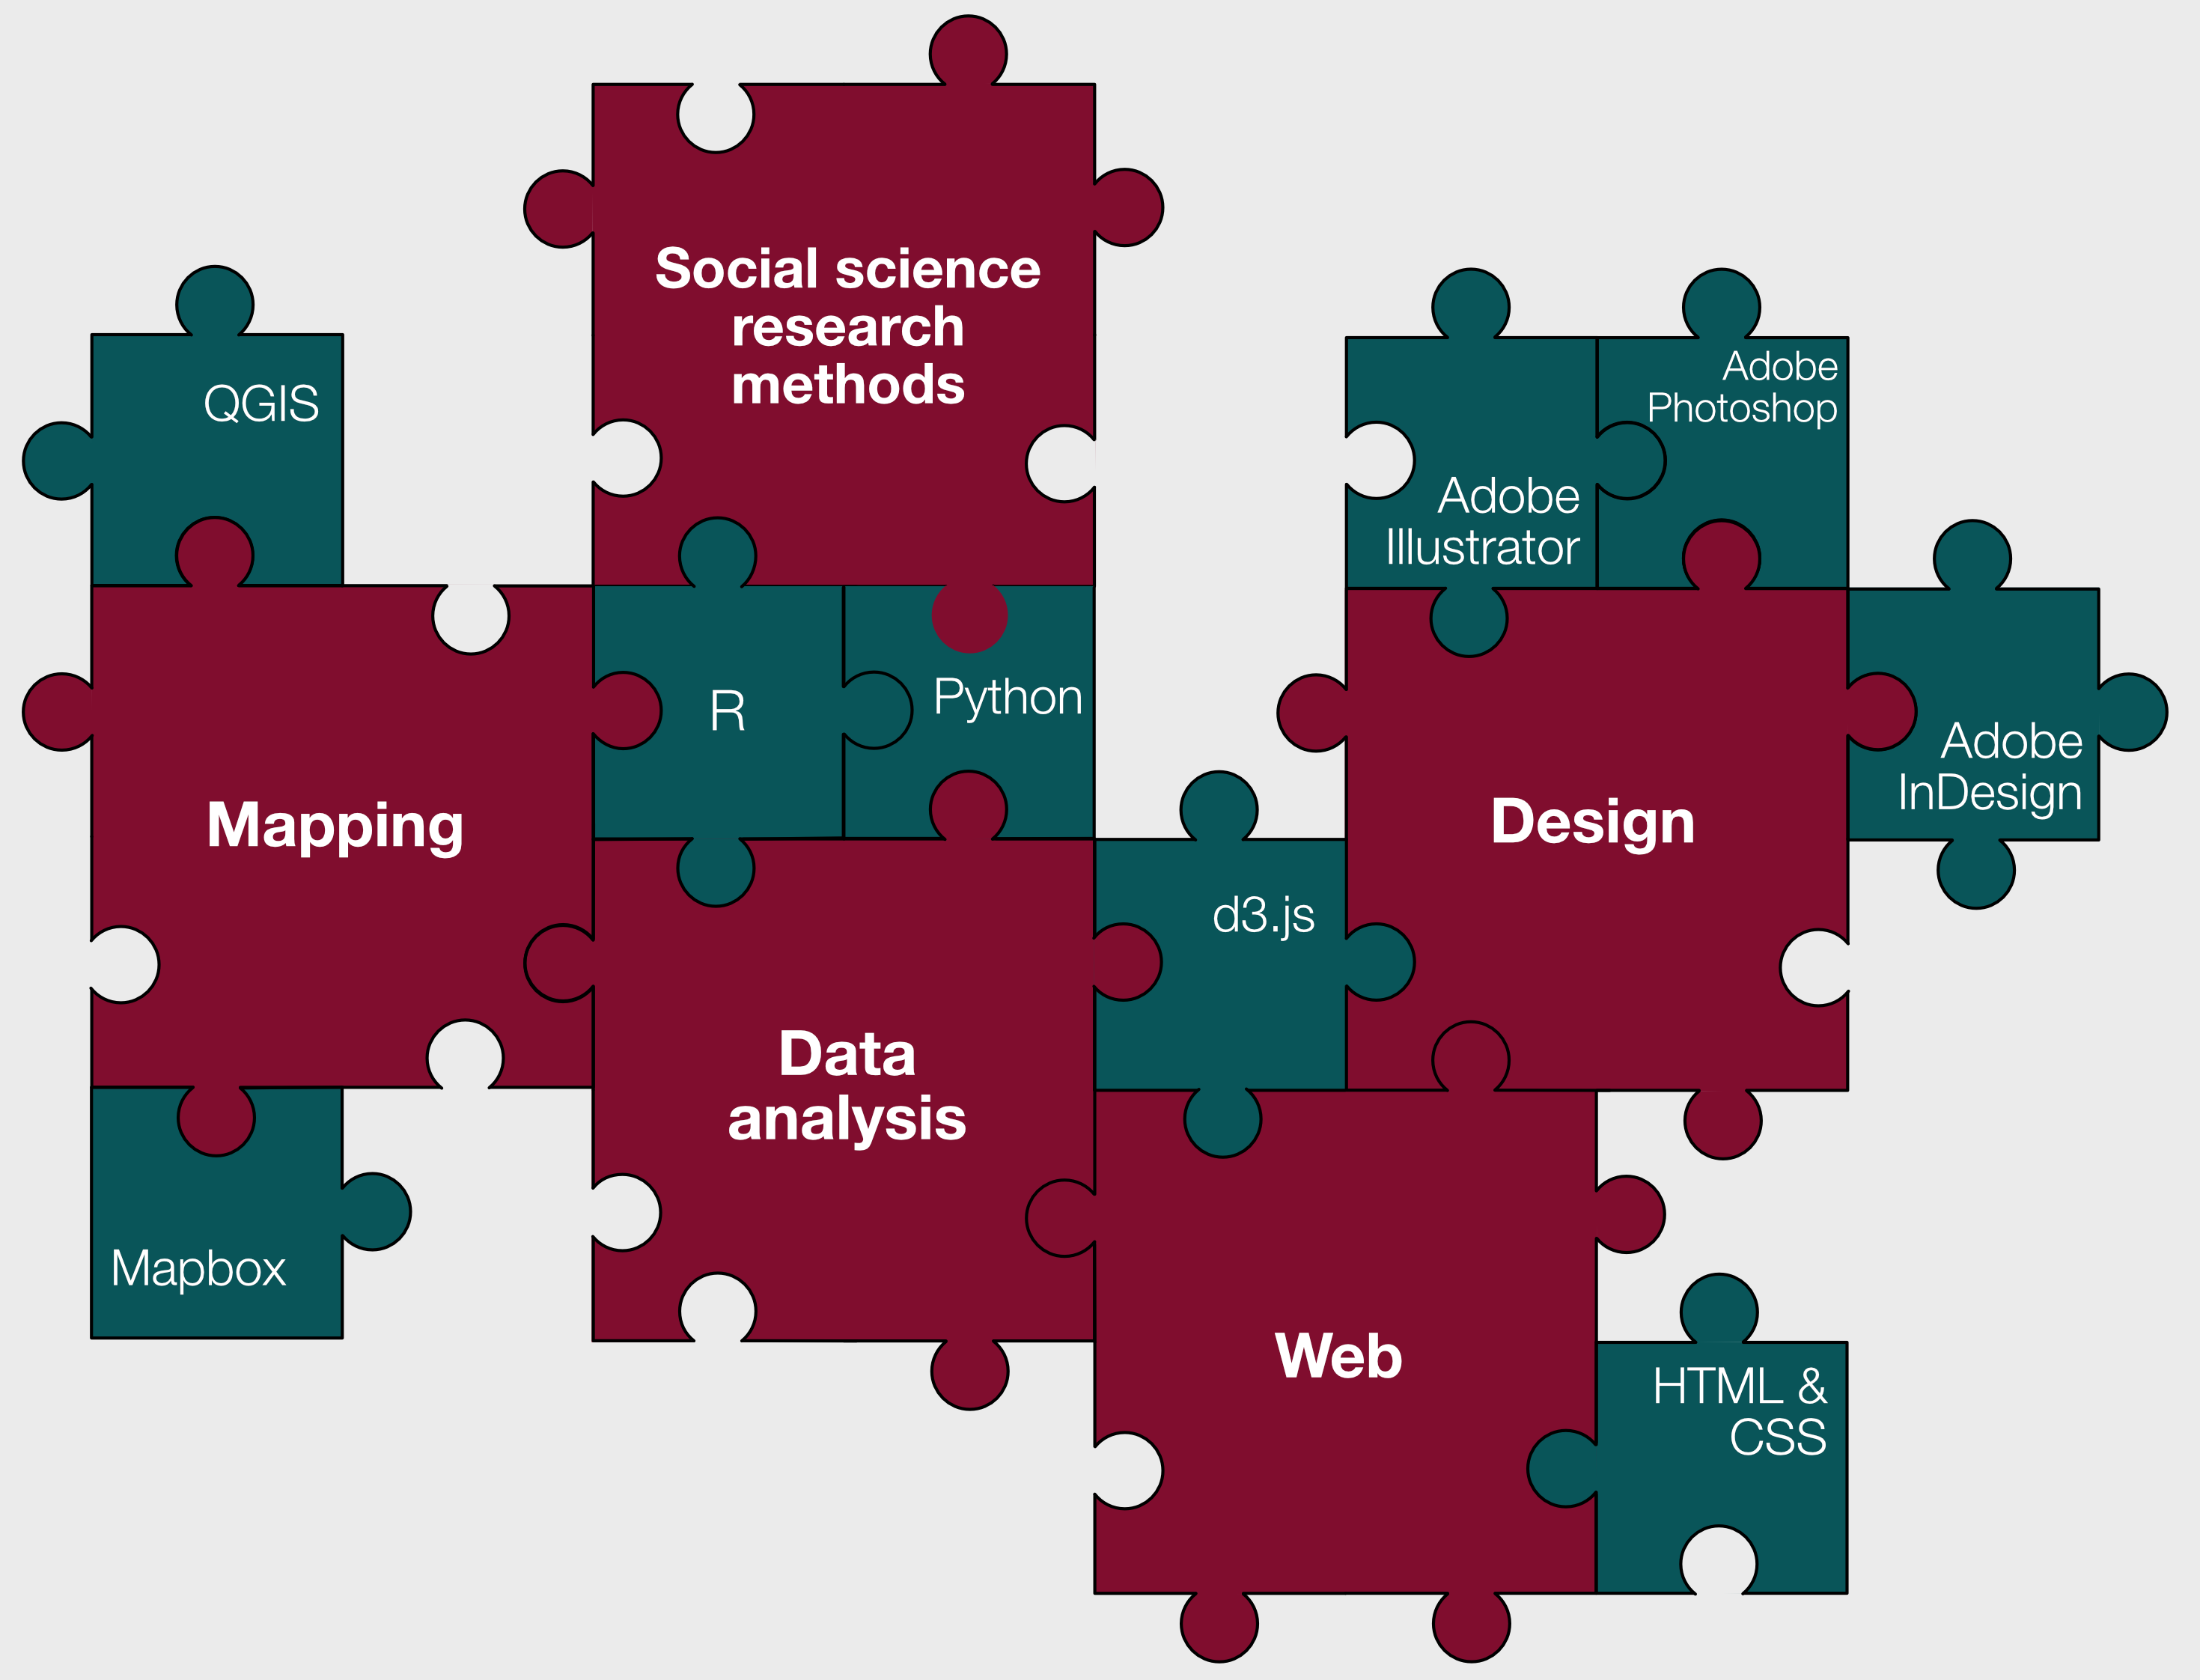 Social science
research
methods
QGIS
Adobe
Photoshop
Adobe
Illlustrator
R
Python
Mapping
Adobe
InDesign
Design
d3.js
Data
analysis
Mapbox
Web
HTML &
CSS